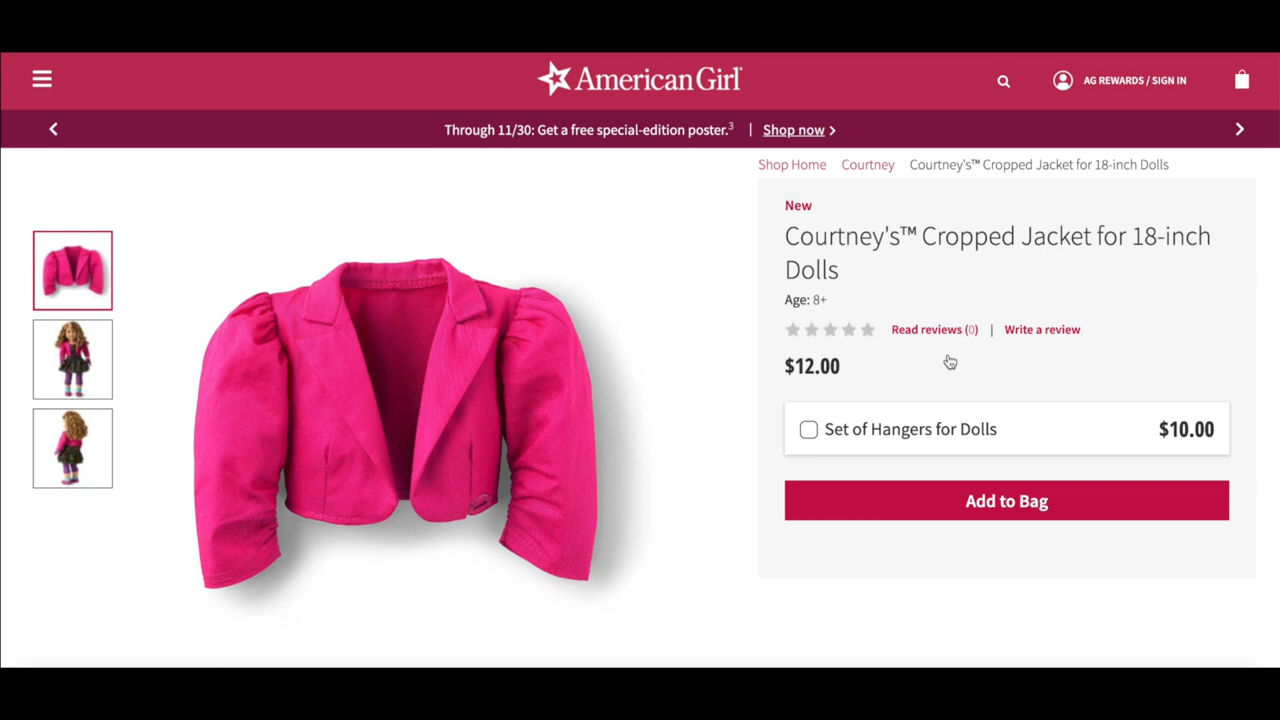 American Girl
AG REWARDS / SIGN IN
Through 11/30: Get a free special-edition poster.3 | Shop now >
Shop Home Courtney Courtney's™ Cropped Jacket for 18-inch Dolls
New
Courtney's™ Cropped Jacket for 18-inch
Dolls
Age: 8+
Read reviews (0) | Write a review
$12.00
Set of Hangers for Dolls $10.00
Add to Bag